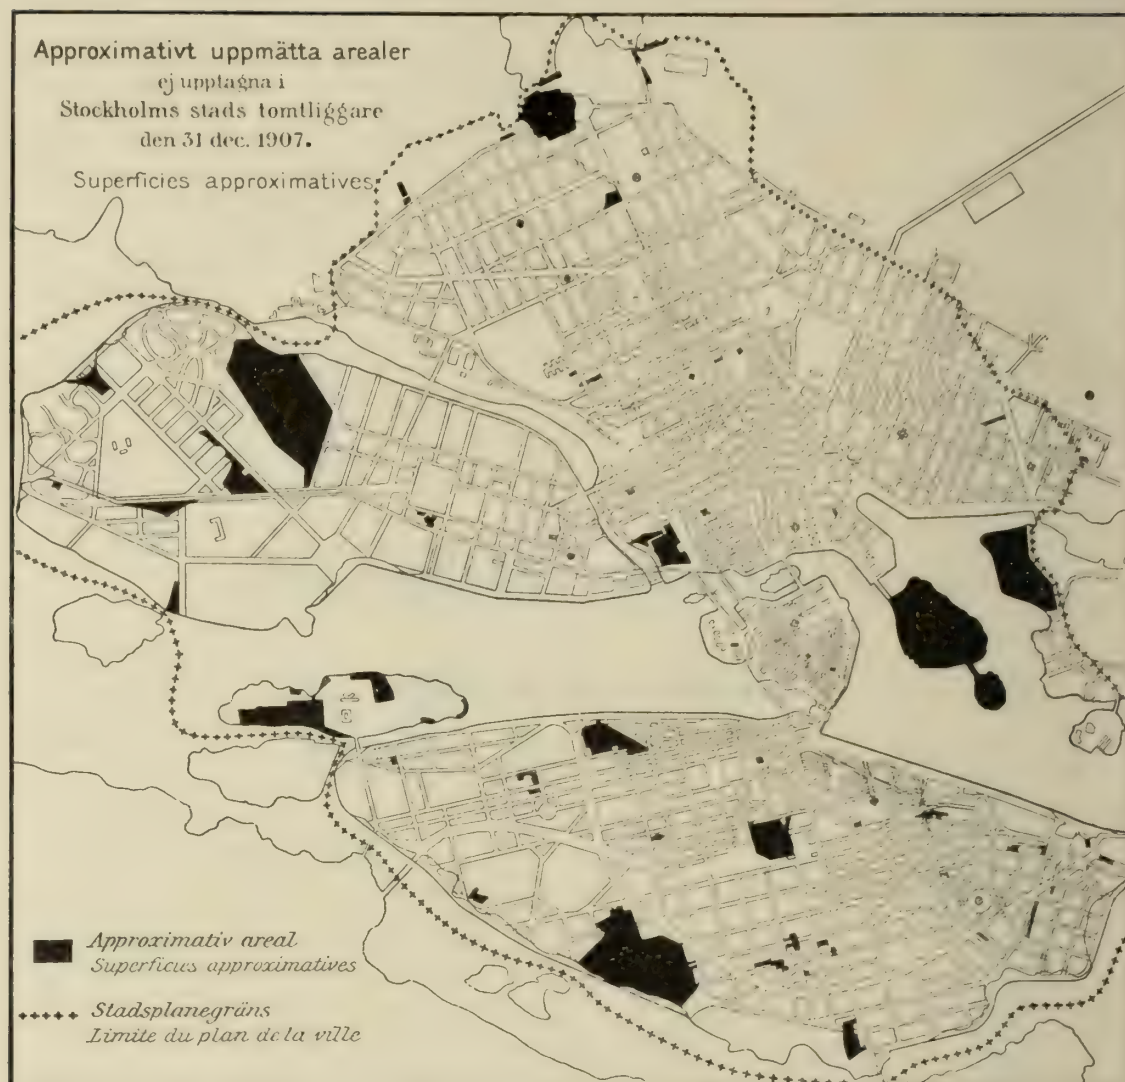 Approximativt uppmätta arealer
ej upptagna i
Stockholms stads tomtliggare
den 31 dec. 1907.
Superficies approximatives
Approximativ areal
Superficies approximatives
Stadsplanegräns
Limite du plan de la ville